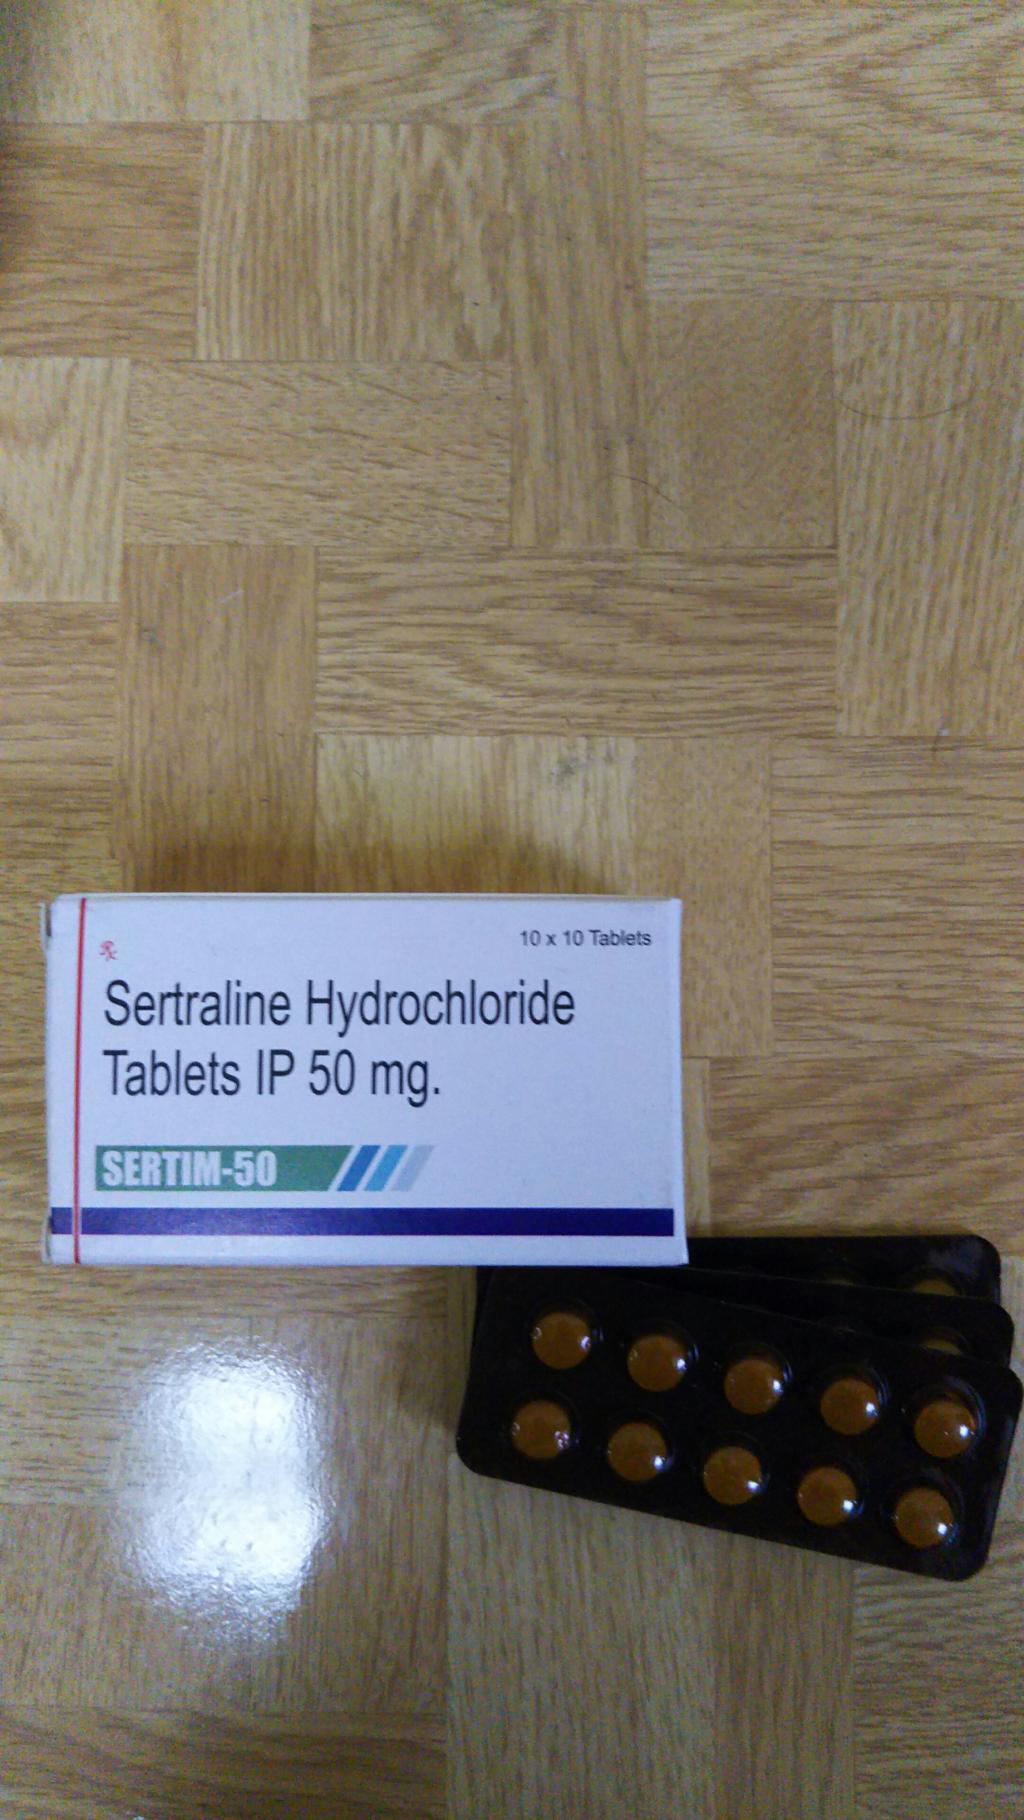 ℞
10 x 10 Tablets
Sertraline Hydrochloride
Tablets IP 50 mg.
SERTIM-50